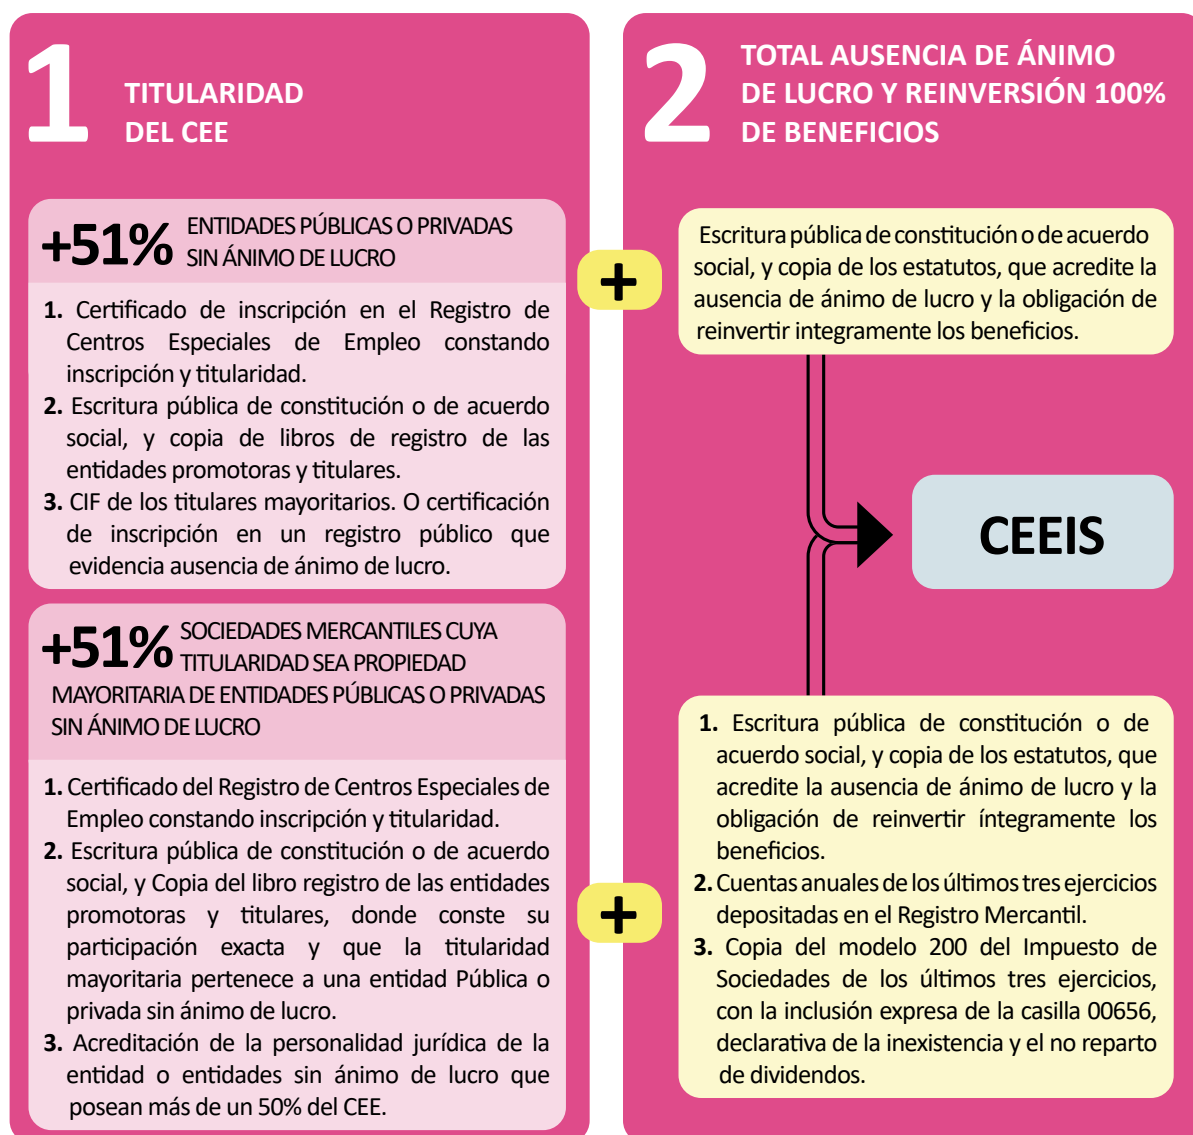 1
TITULARIDAD
DEL CEE
+51% ENTIDADES PÚBLICAS O PRIVADAS
SIN ÁNIMO DE LUCRO
1. Certificado de inscripción en el Registro de
Centros Especiales de Empleo constando
inscripción y titularidad.
2. Escritura pública de constitución o de acuerdo
social, y copia de libros de registro de las
entidades promotoras y titulares.
3. CIF de los titulares mayoritarios. O certificación
de inscripción en un registro público que
evidencia ausencia de ánimo de lucro.
+51% SOCIEDADES MERCANTILES CUYA
TITULARIDAD SEA PROPIEDAD
MAYORITARIA DE ENTIDADES PÚBLICAS O PRIVADAS
SIN ÁNIMO DE LUCRO
1. Certificado del Registro de Centros Especiales de
Empleo constando inscripción y titularidad.
2. Escritura pública de constitución o de acuerdo
social, y Copia del libro registro de las entidades
promotoras y titulares, donde conste su
participación exacta y que la titularidad
mayoritaria pertenece a una entidad Pública o
privada sin ánimo de lucro.
3. Acreditación de la personalidad jurídica de la
entidad o entidades sin ánimo de lucro que
posean más de un 50% del CEE.
+
+
2
TOTAL AUSENCIA DE ÁNIMO
DE LUCRO Y REINVERSIÓN 100%
DE BENEFICIOS
Escritura pública de constitución o de acuerdo
social, y copia de los estatutos, que acredite la
ausencia de ánimo de lucro y la obligación de
reinvertir integramente los beneficios.
CEEIS
1. Escritura pública de constitución o de
acuerdo social, y copia de los estatutos, que
acredite la ausencia de ánimo de lucro y la
obligación de reinvertir íntegramente los
beneficios.
2. Cuentas anuales de los últimos tres ejercicios
depositadas en el Registro Mercantil.
3. Copia del modelo 200 del Impuesto de
Sociedades de los últimos tres ejercicios,
con la inclusión expresa de la casilla 00656,
declarativa de la inexistencia y el no reparto
de dividendos.